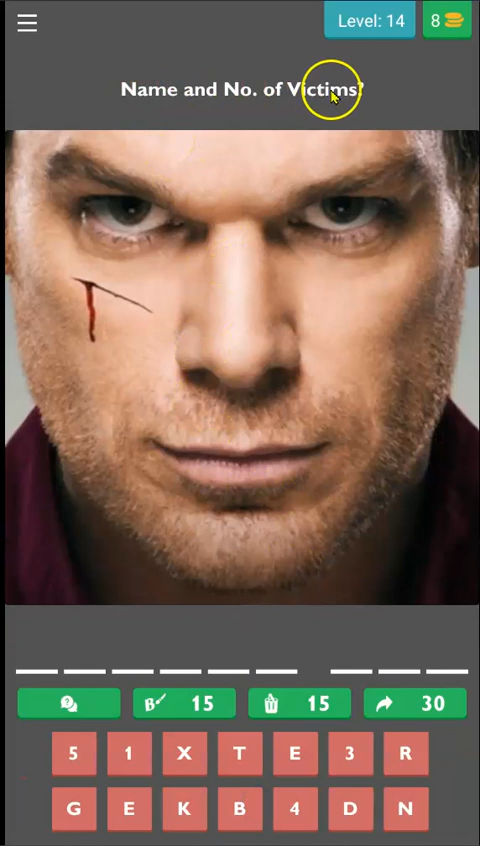 Level: 14
8
Name and No. of Victims?
15
15
30
5 1 X T E 3 R
G E K B 4 D N